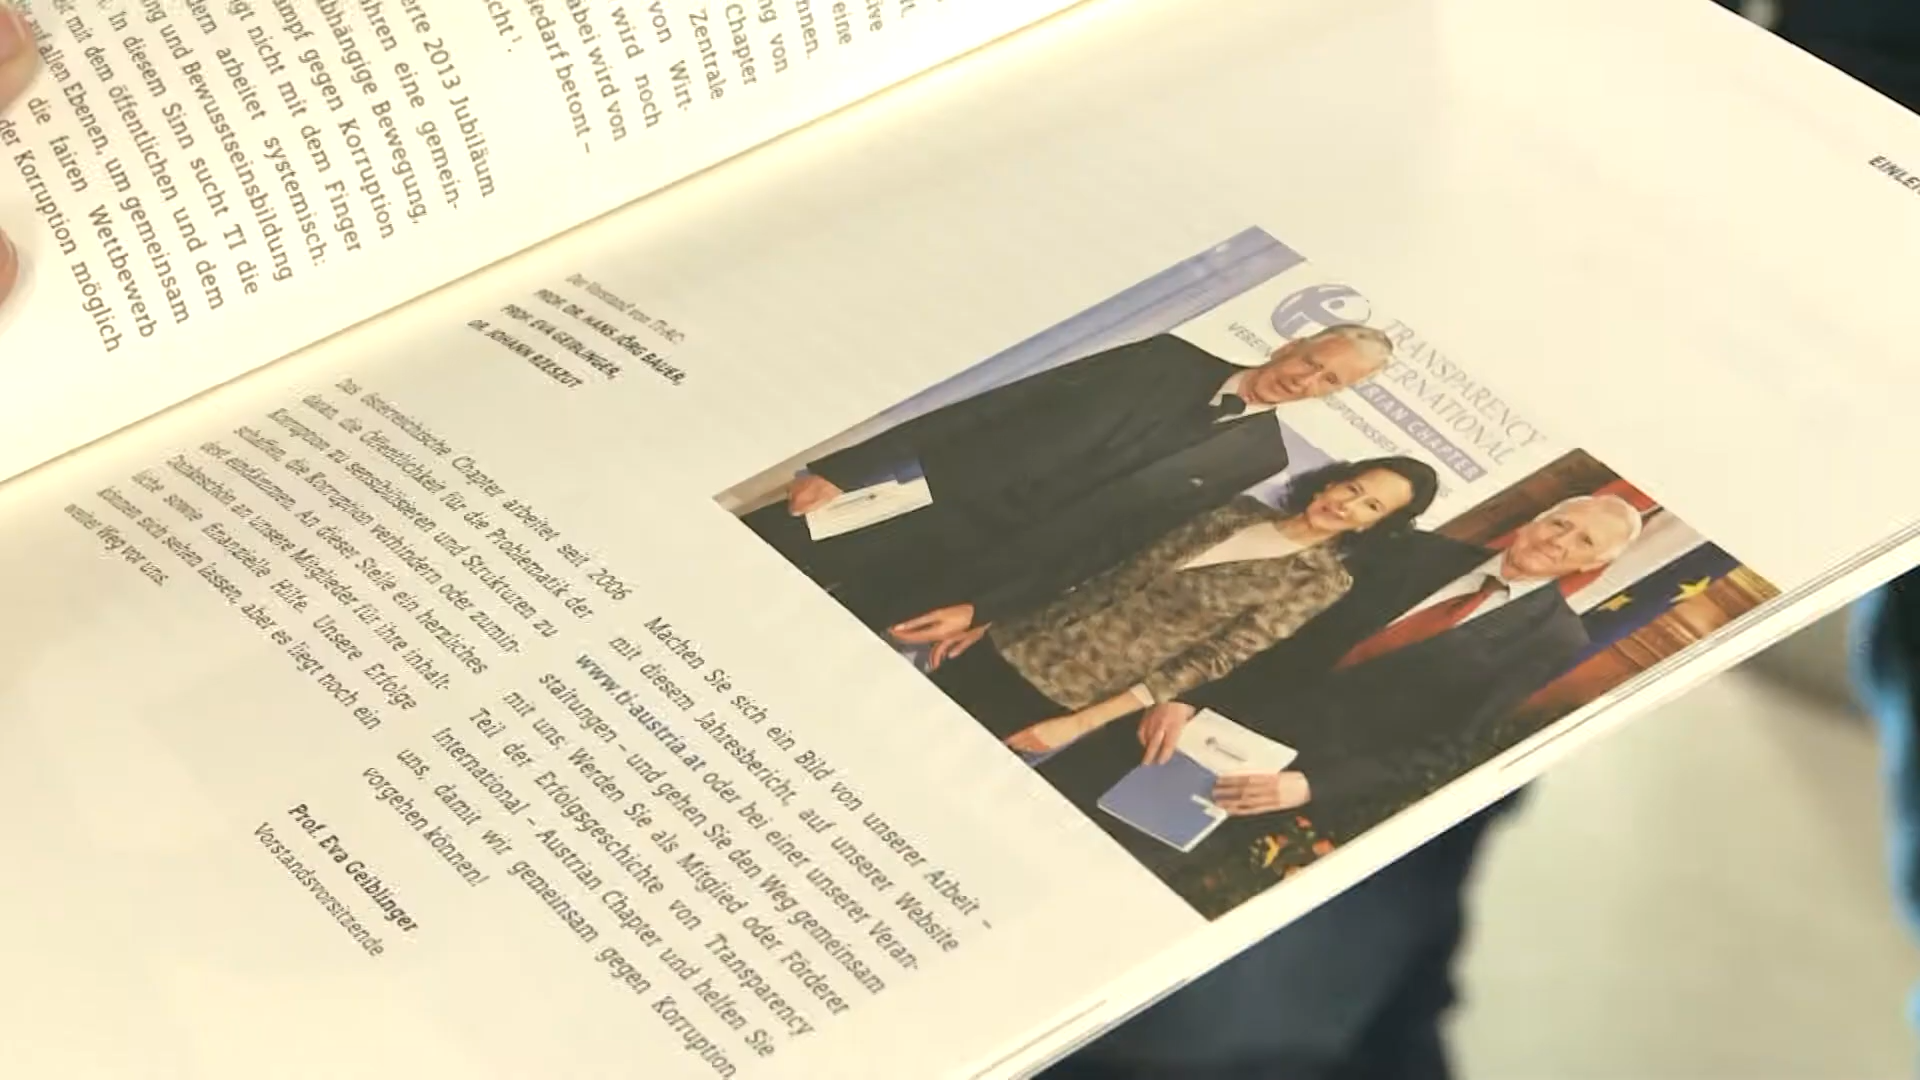 erte 2013 Jubiläum
ahren eine gemein-
abhängige Bewegung,
ampf gegen Korruption
gt nicht mit dem Finger
dern arbeitet systemisch:
ng und Bewusstseinsbildung
In diesem Sinn sucht TI die
mit dem öffentlichen und dem
auf allen Ebenen, um gemeinsam
die fairen Wettbewerb
der Korruption möglich
cht ¹.
edarf betont –
abei wird von
wird noch
von Wirt-
Zentrale
Chapter
ng von
nnen.
eine
EINLEI
Der Vorstand von TI-AC:
PROF. DR. HANS-JÖRG BAUER,
PROF. EVA GEIBLINGER,
DR. JOHANN RZESZUT
TRANSPARENCY
TERNATIONAL
RIAN CHAPTER
VEREIN
UPTIONSBE
Das österreichische Chapter arbeitet seit 2006
daran, die Öffentlichkeit für die Problematik der
Korruption zu sensibilisieren und Strukturen zu
schaffen, die Korruption verhindern oder zumin-
dest eindämmen. An dieser Stelle ein herzliches
Dankeschön an unsere Mitglieder für ihre inhalt-
liche sowie finanzielle Hilfe. Unsere Erfolge
können sich sehen lassen, aber es liegt noch ein
weiter Weg vor uns.
Machen Sie sich ein Bild von unserer Arbeit –
mit diesem Jahresbericht, auf unserer Website
www.ti-austria.at oder bei einer unserer Veran-
staltungen – und gehen Sie den Weg gemeinsam
mit uns: Werden Sie als Mitglied oder Förderer
Teil der Erfolgsgeschichte von Transparency
International – Austrian Chapter und helfen Sie
uns, damit wir gemeinsam gegen Korruption
vorgehen können!
Prof. Eva Geiblinger
Vorstandsvorsitzende